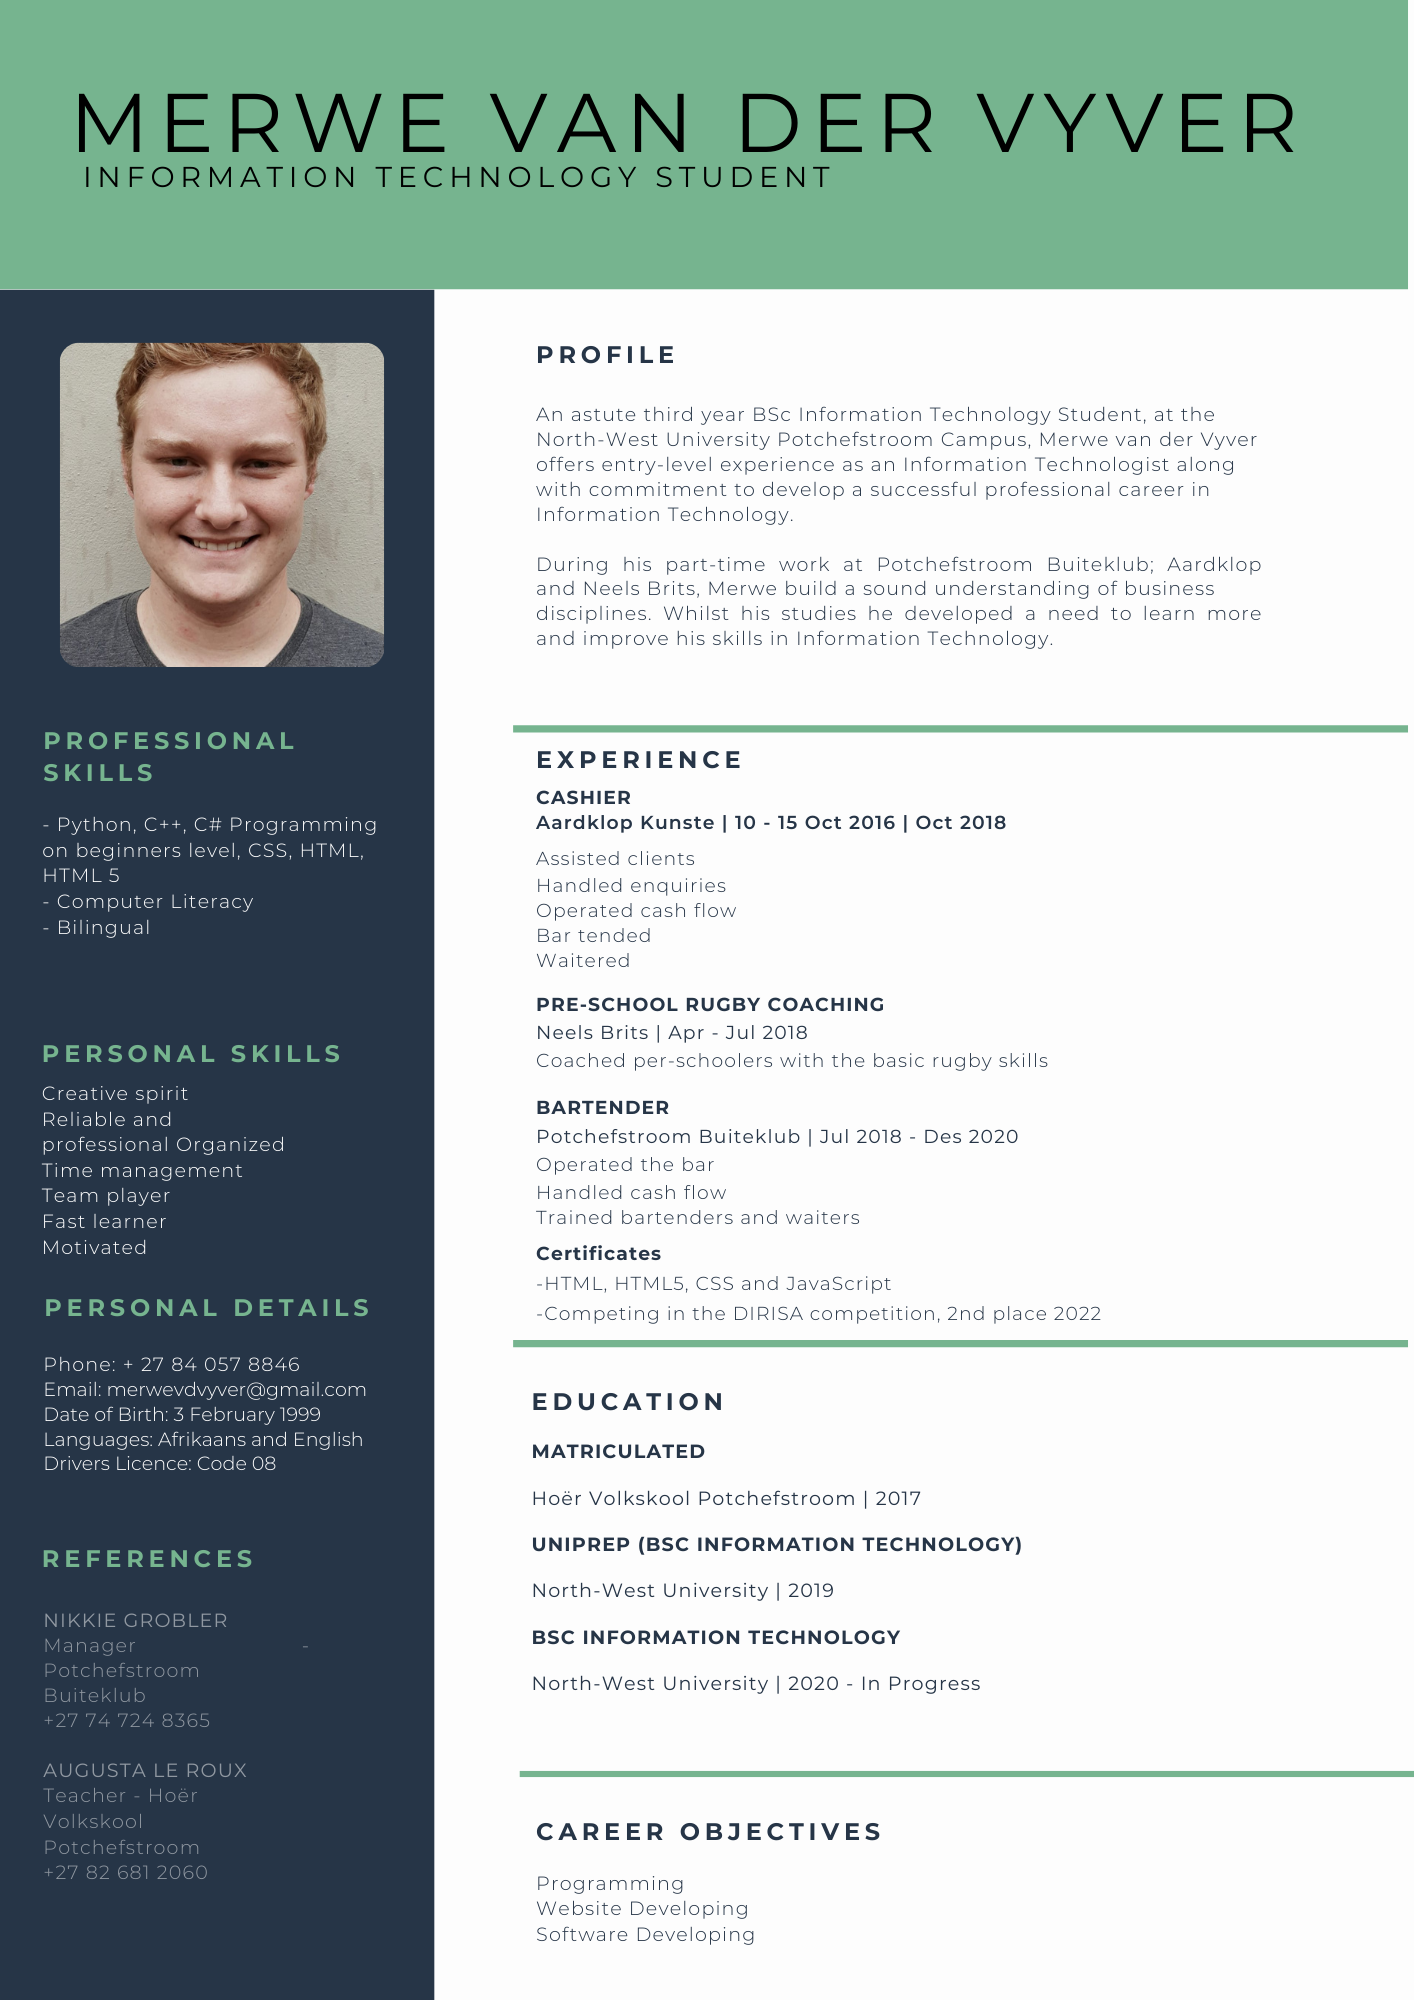 MERWE VAN DER VYVER
INFORMATION TECHNOLOGY STUDENT
PROFESSIONAL
SKILLS
- Python, C++, C# Programming
on beginners level, CSS, HTML,
HTML 5
- Computer Literacy
- Bilingual
PERSONAL SKILLS
Creative spirit
Reliable and
professional Organized
Time management
Team player
Fast learner
Motivated
PERSONAL DETAILS
Phone: + 27 84 057 8846
Email: merwevdvyver@gmail.com
Date of Birth: 3 February 1999
Languages: Afrikaans and English
Drivers Licence: Code 08
REFERENCES
NIKKIE GROBLER
Manager -
Potchefstroom
Buiteklub
+27 74 724 8365
AUGUSTA LE ROUX
Teacher - Hoër
Volkskool
Potchefstroom
+27 82 681 2060
PROFILE
An astute third year BSc Information Technology Student, at the
North-West University Potchefstroom Campus, Merwe van der Vyver
offers entry-level experience as an Information Technologist along
with commitment to develop a successful professional career in
Information Technology.
During his part-time work at Potchefstroom Buiteklub; Aardklop
and Neels Brits, Merwe build a sound understanding of business
disciplines. Whilst his studies he developed a need to learn more
and improve his skills in Information Technology.
EXPERIENCE
CASHIER
Aardklop Kunste | 10 - 15 Oct 2016 | Oct 2018
Assisted clients
Handled enquiries
Operated cash flow
Bar tended
Waitered
PRE-SCHOOL RUGBY COACHING
Neels Brits | Apr - Jul 2018
Coached per-schoolers with the basic rugby skills
BARTENDER
Potchefstroom Buiteklub | Jul 2018 - Des 2020
Operated the bar
Handled cash flow
Trained bartenders and waiters
Certificates
-HTML, HTML5, CSS and JavaScript
-Competing in the DIRISA competition, 2nd place 2022
EDUCATION
MATRICULATED
Hoër Volkskool Potchefstroom | 2017
UNIPREP (BSC INFORMATION TECHNOLOGY)
North-West University | 2019
BSC INFORMATION TECHNOLOGY
North-West University | 2020 - In Progress
CAREER OBJECTIVES
Programming
Website Developing
Software Developing